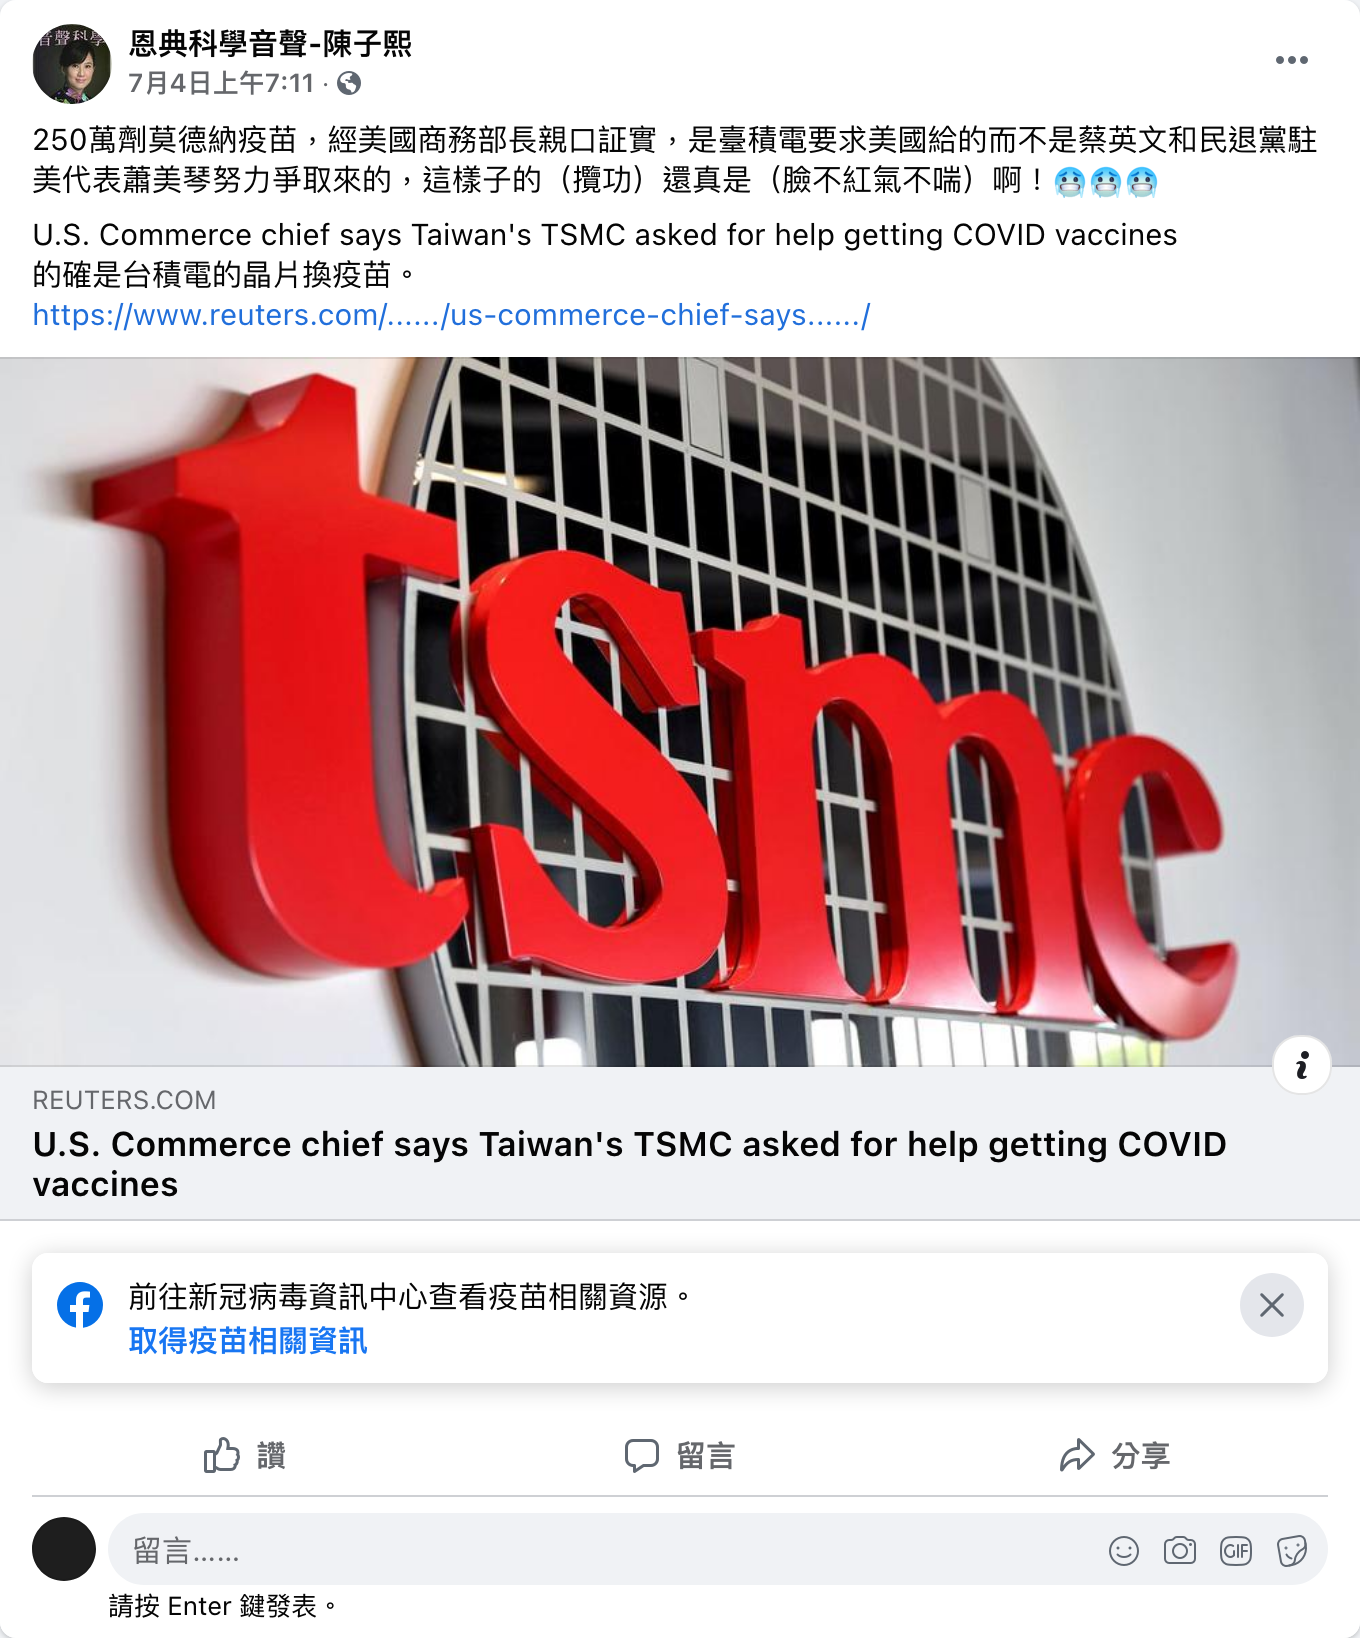 音聲科學
恩典科學音聲-陳子熙
7月4日上午7:11 ·
250萬劑莫德納疫苗，經美國商務部長親口証實，是臺積電要求美國給的而不是蔡英文和民退黨駐
美代表蕭美琴努力爭取來的，這樣子的（攬功）還真是（臉不紅氣不喘）啊！🥶🥶🥶
U.S. Commerce chief says Taiwan's TSMC asked for help getting COVID vaccines
的確是台積電的晶片換疫苗。
https://www.reuters.com/……/us-commerce-chief-says……/
tsmc
REUTERS.COM
U.S. Commerce chief says Taiwan's TSMC asked for help getting COVID
vaccines
前往新冠病毒資訊中心查看疫苗相關資源。
取得疫苗相關資訊
讚
留言
分享
留言……
GIF
請按 Enter 鍵發表。